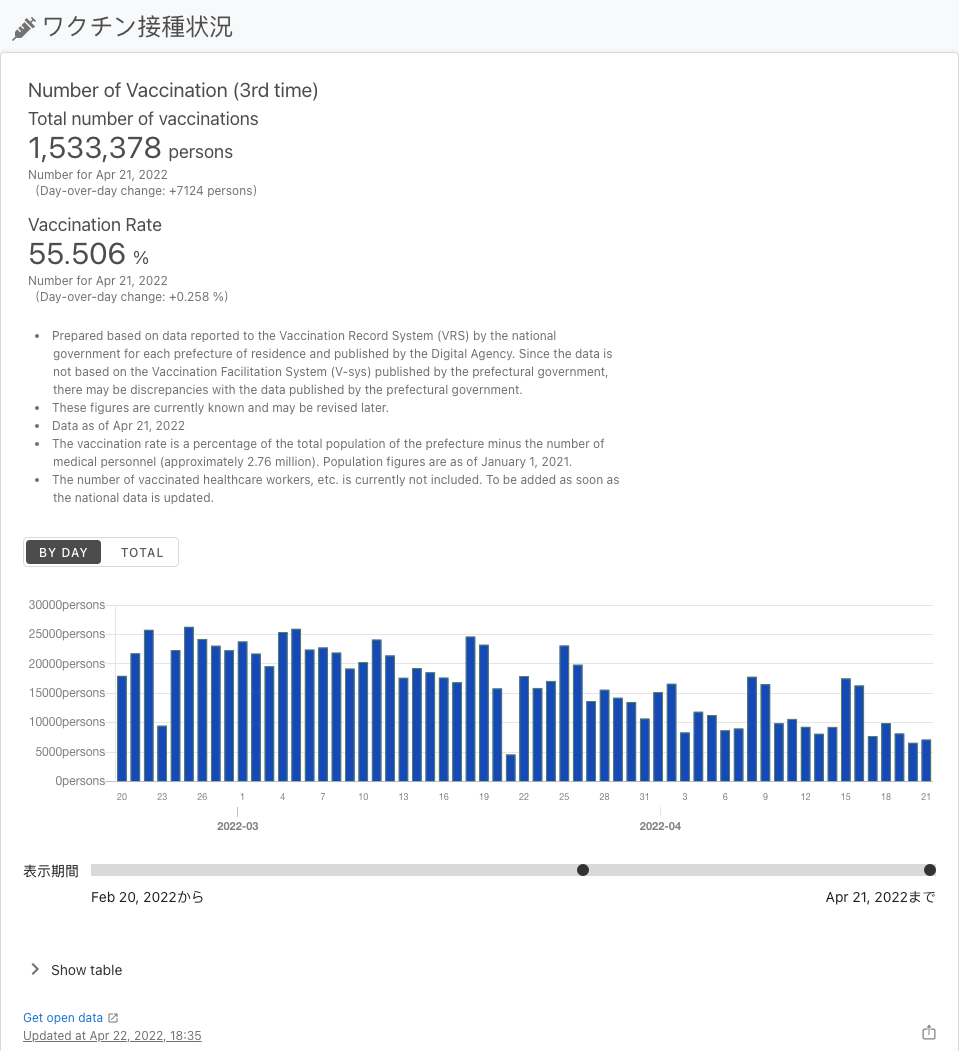 ワクチン接種状況
Number of Vaccination (3rd time)
Total number of vaccinations
1,533,378 persons
Number for Apr 21, 2022
(Day-over-day change: +7124 persons)
Vaccination Rate
55.506 %
Number for Apr 21, 2022
(Day-over-day change: +0.258 %)
• Prepared based on data reported to the Vaccination Record System (VRS) by the national
government for each prefecture of residence and published by the Digital Agency. Since the data is
not based on the Vaccination Facilitation System (V-sys) published by the prefectural government,
there may be discrepancies with the data published by the prefectural government.
• These figures are currently known and may be revised later.
• Data as of Apr 21, 2022
• The vaccination rate is a percentage of the total population of the prefecture minus the number of
medical personnel (approximately 2.76 million). Population figures are as of January 1, 2021.
• The number of vaccinated healthcare workers, etc. is currently not included. To be added as soon as
the national data is updated.
BY DAY TOTAL
30000persons
25000persons
20000persons
15000persons
10000persons
5000persons
0persons
20 23 26 1 4 7 10 13 16 19 22 25 28 31 3 6 9 12 15 18 21
2022-03 2022-04
表示期間
Feb 20, 2022から Apr 21, 2022まで
Show table
Get open data
Updated at Apr 22, 2022, 18:35